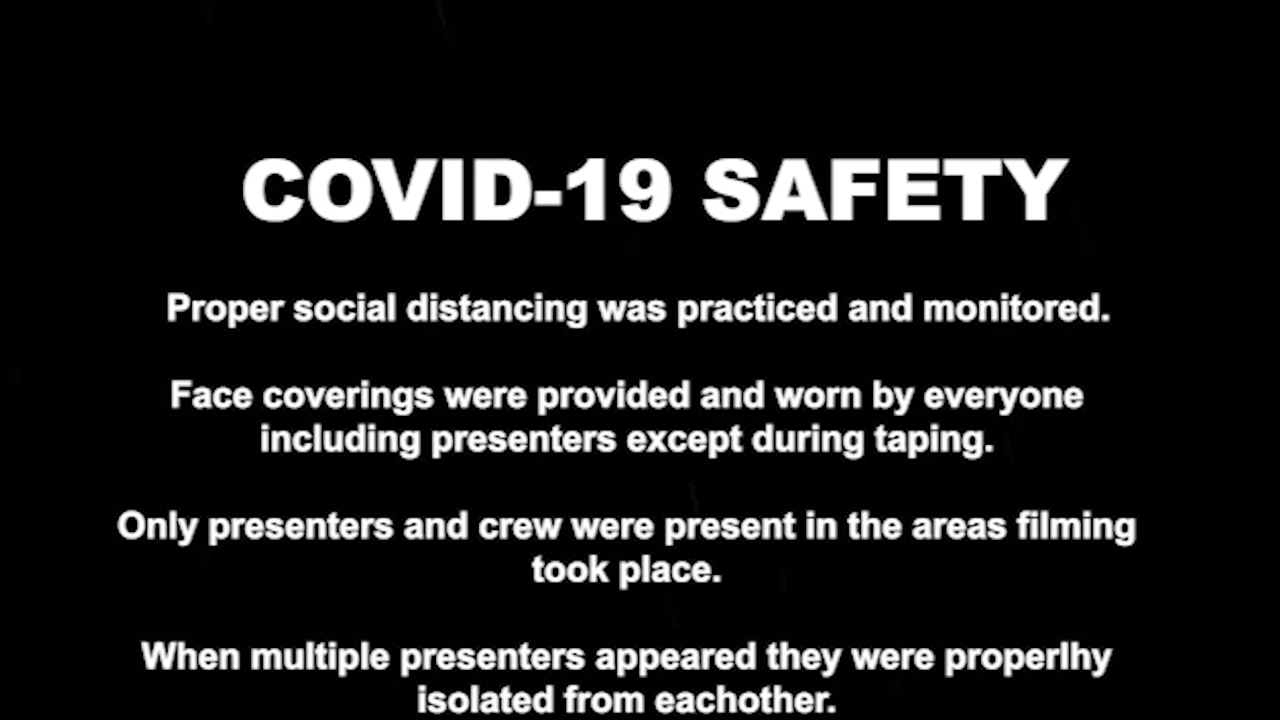 COVID-19 SAFETY
Proper social distancing was practiced and monitored.
Face coverings were provided and worn by everyone
including presenters except during taping.
Only presenters and crew were present in the areas filming
took place.
When multiple presenters appeared they were properlhy
isolated from eachother.